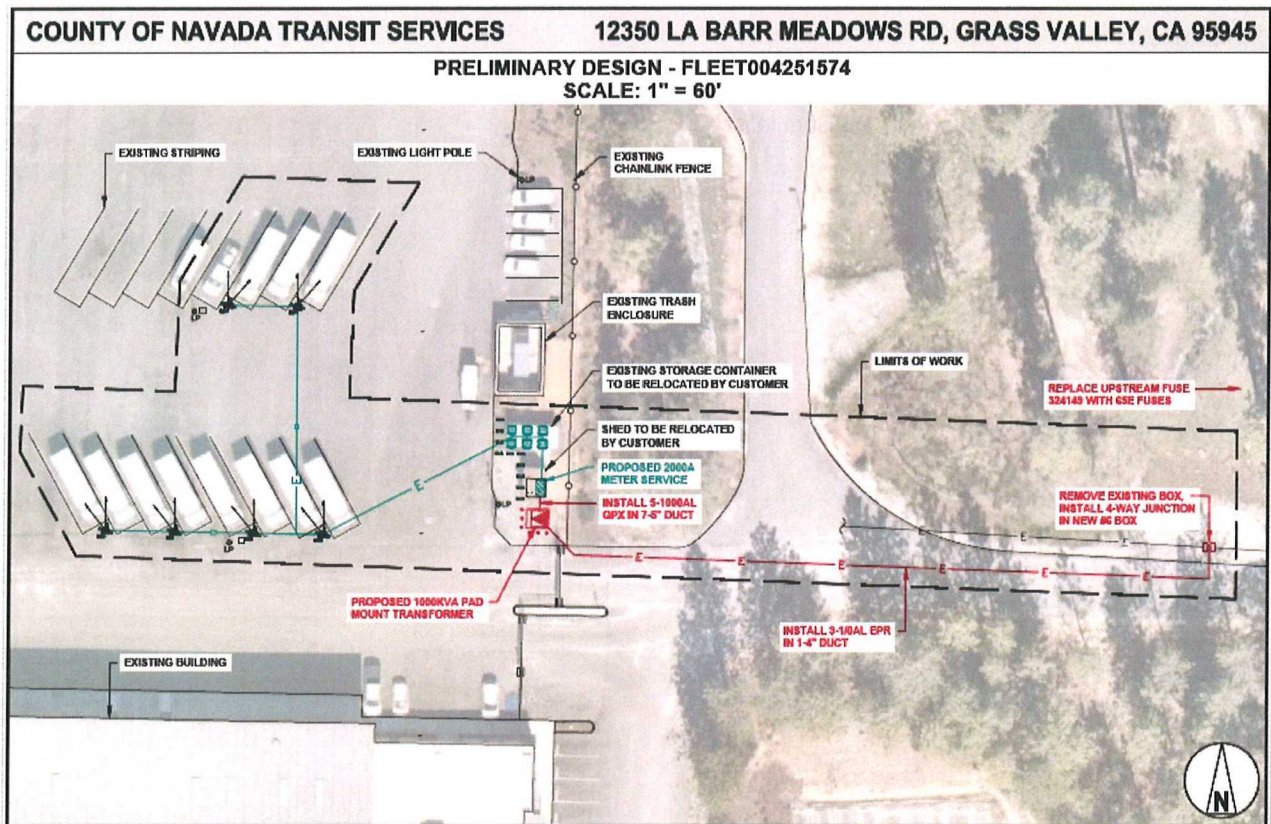 COUNTY OF NAVADA TRANSIT SERVICES
12350 LA BARR MEADOWS RD, GRASS VALLEY, CA 95945
PRELIMINARY DESIGN - FLEET004251574
SCALE: 1" = 60'
EXISTING STRIPING
EXISTING LIGHT POLE
EXISTING
CHAINLINK FENCE
LP
EXISTING TRASH
ENCLOSURE
LP
LIMITS OF WORK
EXISTING STORAGE CONTAINER
TO BE RELOCATED BY CUSTOMER
REPLACE UPSTREAM FUSE
324149 WITH 65E FUSES
SHED TO BE RELOCATED
BY CUSTOMER
PROPOSED 2000A
METER SERVICE
E
E
INSTALL 5-1000AL
QPX IN 7-5" DUCT
LP
REMOVE EXISTING BOX,
INSTALL 4-WAY JUNCTION
IN NEW #6 BOX
LP
E
E
E
E
E
E
E
E
PROPOSED 1000KVA PAD
MOUNT TRANSFORMER
INSTALL 3-1/0AL EPR
IN 1-4" DUCT
EXISTING BUILDING
N